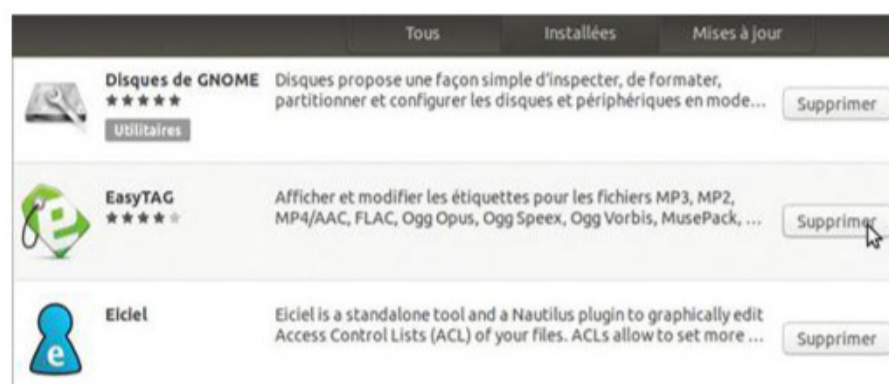 Tous Installées Mises à jour
Disques de GNOME
Utilitaires
Disques propose une façon simple d'inspecter, de formater,
partitionner et configurer les disques et périphériques en mode...
Supprimer
EasyTAG
Afficher et modifier les étiquettes pour les fichiers MP3, MP2,
MP4/AAC, FLAC, Ogg Opus, Ogg Speex, Ogg Vorbis, MusePack, ...
Supprimer
Eiciel
Eiciel is a standalone tool and a Nautilus plugin to graphically edit
Access Control Lists (ACL) of your files. ACLs allow to set more ...
Supprimer